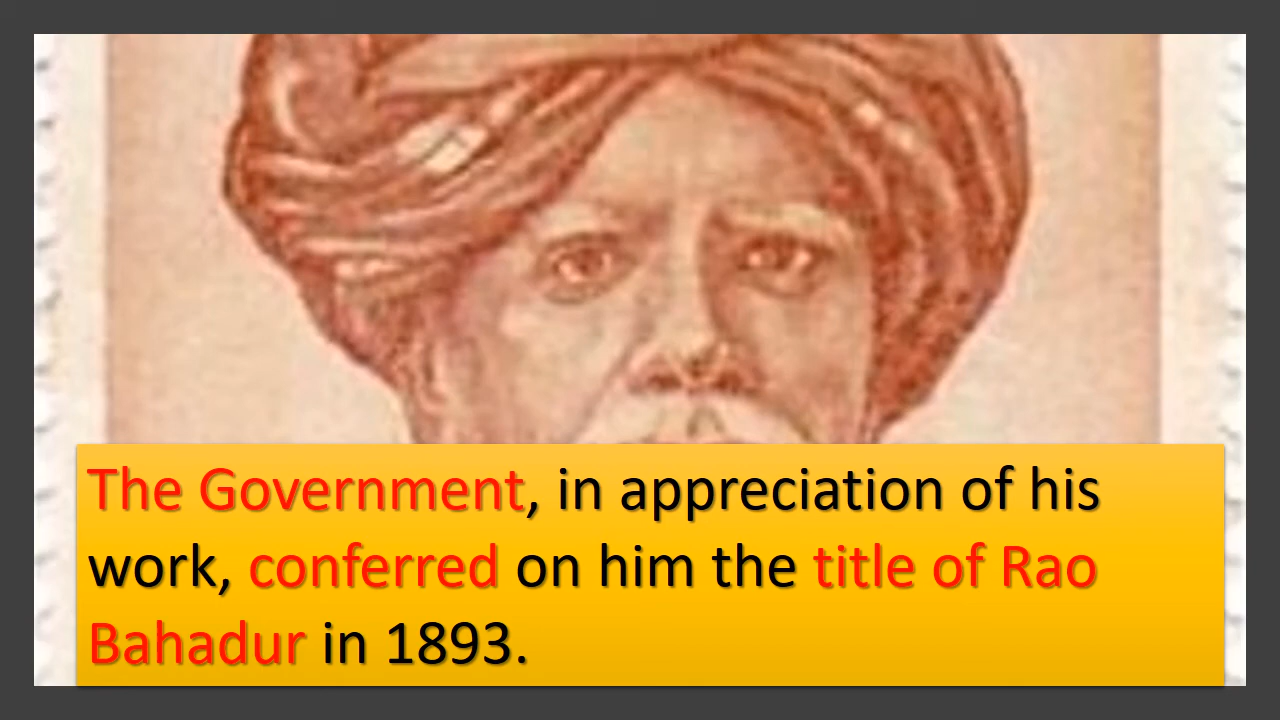 The Government, in appreciation of his
work, conferred on him the title of Rao
Bahadur in 1893.